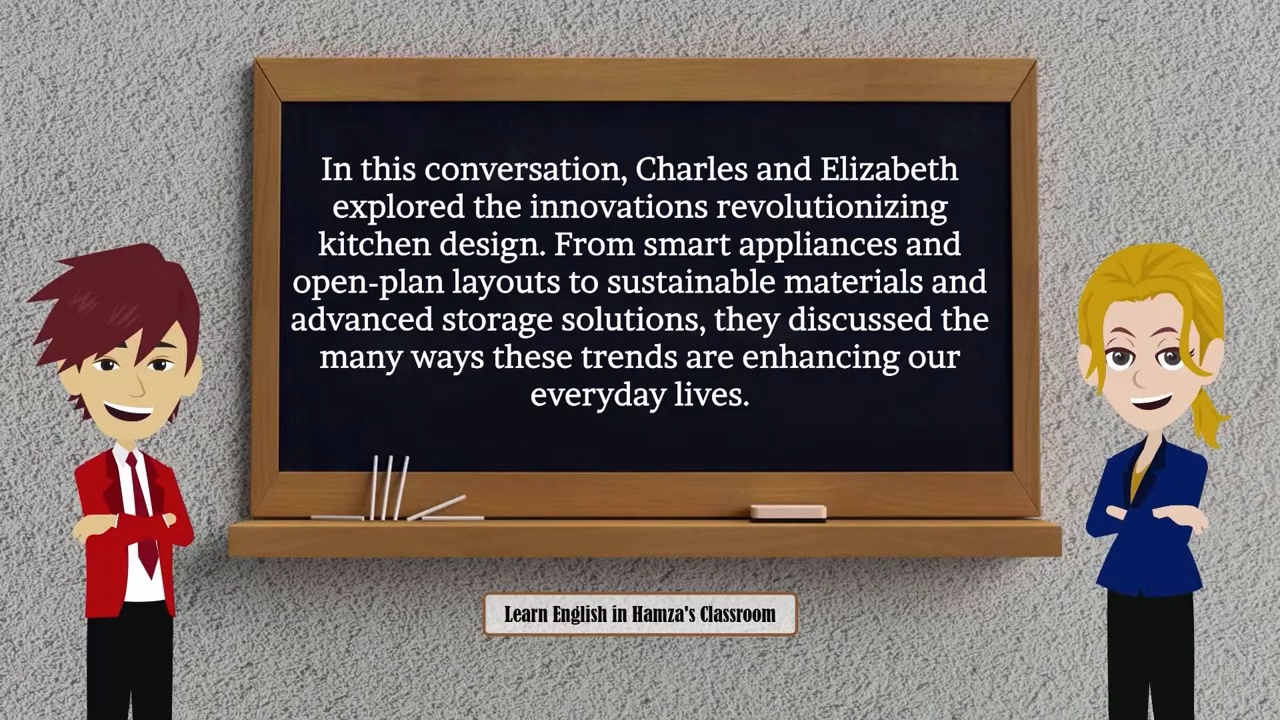 In this conversation, Charles and Elizabeth
explored the innovations revolutionizing
kitchen design. From smart appliances and
open-plan layouts to sustainable materials and
advanced storage solutions, they discussed the
many ways these trends are enhancing our
everyday lives.
Learn English in Hamza's Classroom